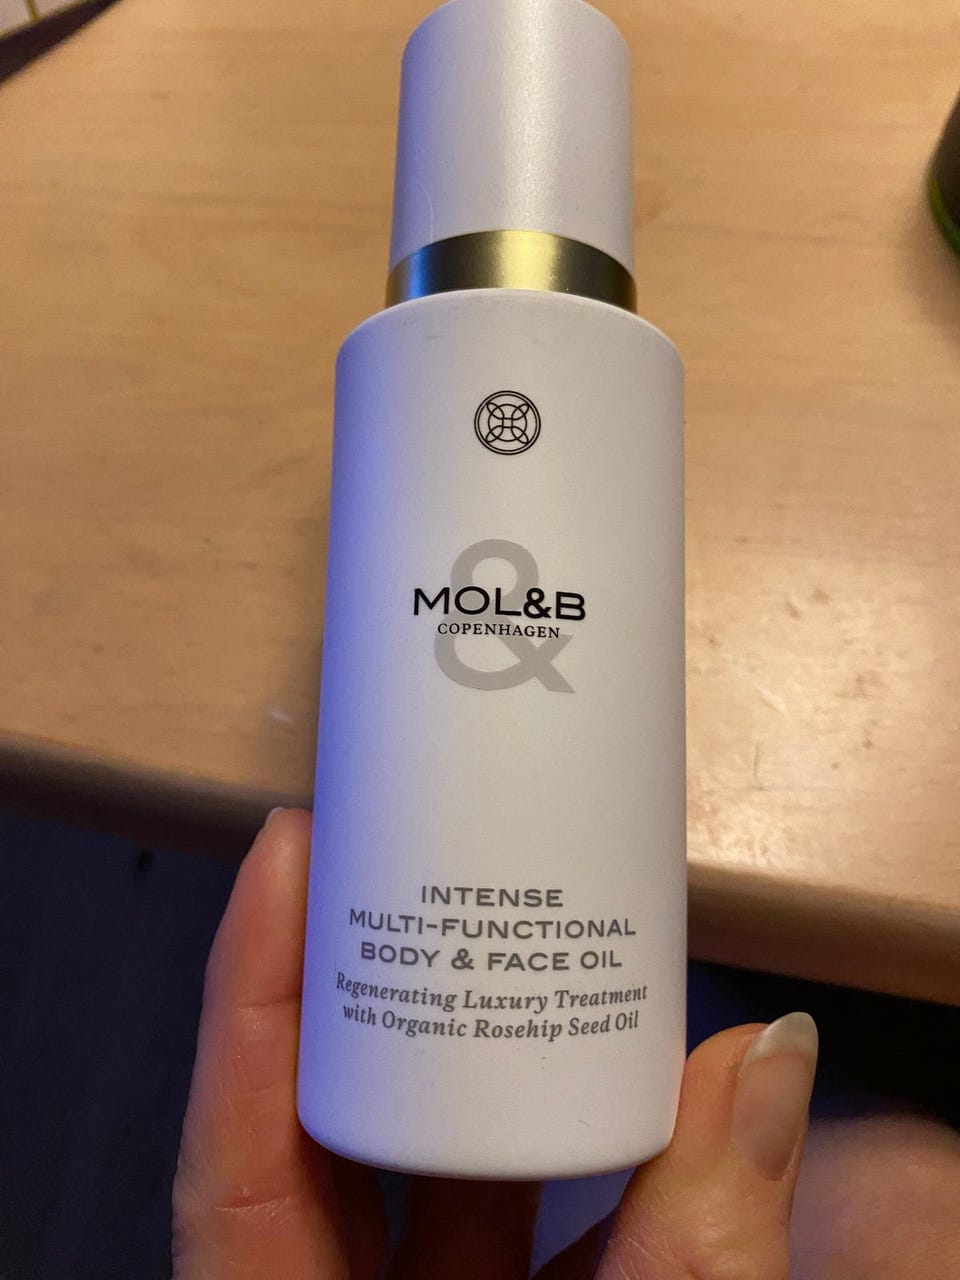 MOL&B
COPENHAGEN
INTENSE
MULTI-FUNCTIONAL
BODY & FACE OIL
Regenerating Luxury Treatment
with Organic Rosehip Seed Oil